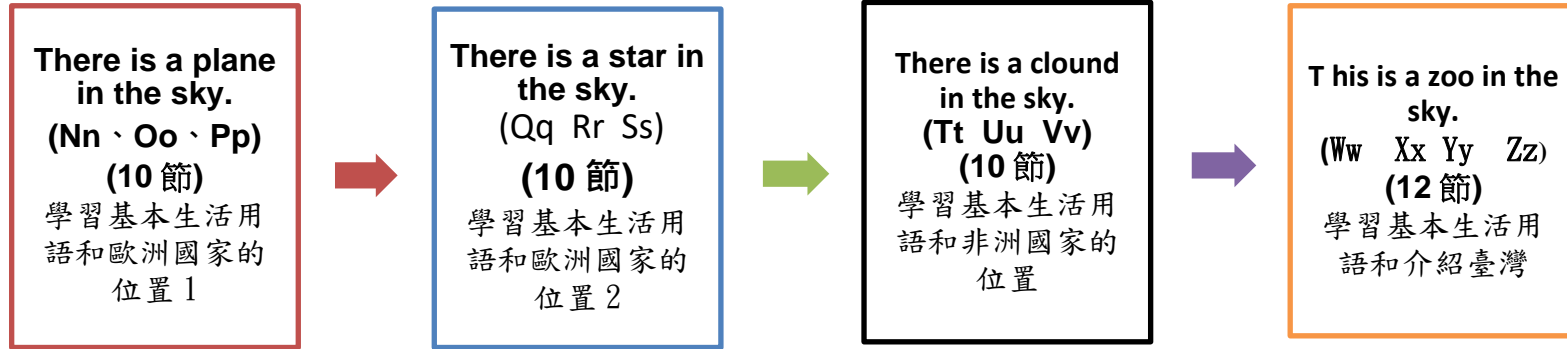 There is a plane
in the sky.
(Nn、Oo、Pp)
(10 節)
學習基本生活用
語和歐洲國家的
位置 1
There is a star in
the sky.
(Qq Rr Ss)
(10 節)
學習基本生活用
語和歐洲國家的
位置 2
There is a clound
in the sky.
(Tt Uu Vv)
(10 節)
學習基本生活用
語和非洲國家的
位置
T his is a zoo in the
sky.
(Ww Xx Yy Zz)
(12 節)
學習基本生活用
語和介紹臺灣